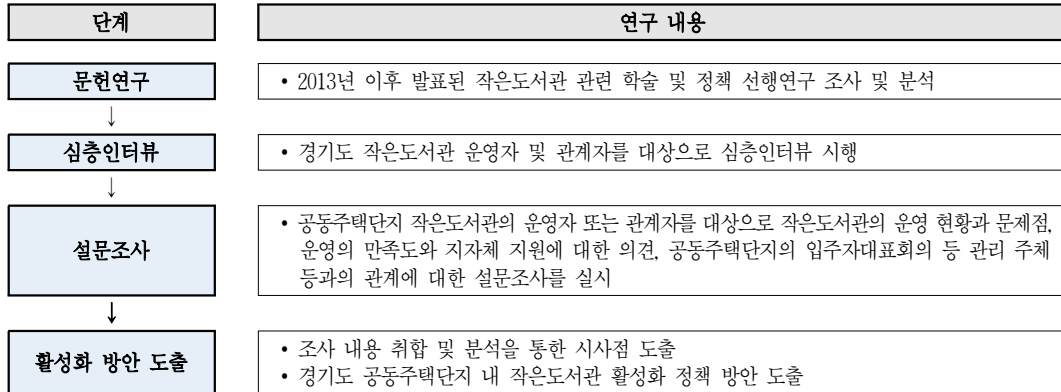 단계
연구 내용
문헌연구
• 2013년 이후 발표된 작은도서관 관련 학술 및 정책 선행연구 조사 및 분석
↓
심층인터뷰
• 경기도 작은도서관 운영자 및 관계자를 대상으로 심층인터뷰 시행
↓
설문조사
• 공동주택단지 작은도서관의 운영자 또는 관계자를 대상으로 작은도서관의 운영 현황과 문제점,
운영의 만족도와 지자체 지원에 대한 의견, 공동주택단지의 입주자대표회의 등 관리 주체
등과의 관계에 대한 설문조사를 실시
↓
활성화 방안 도출
• 조사 내용 취합 및 분석을 통한 시사점 도출
• 경기도 공동주택단지 내 작은도서관 활성화 정책 방안 도출